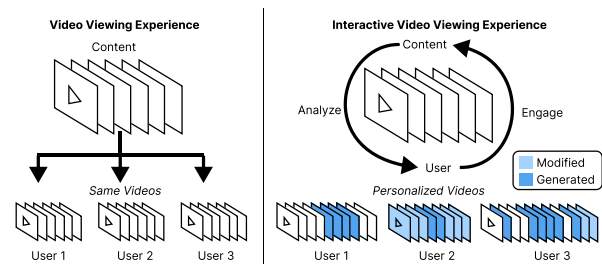 Video Viewing Experience
Content
Same Videos
User 1
User 2
User 3
Interactive Video Viewing Experience
Content
Analyze
Engage
User
Modified
Generated
Personalized Videos
User 1
User 2
User 3